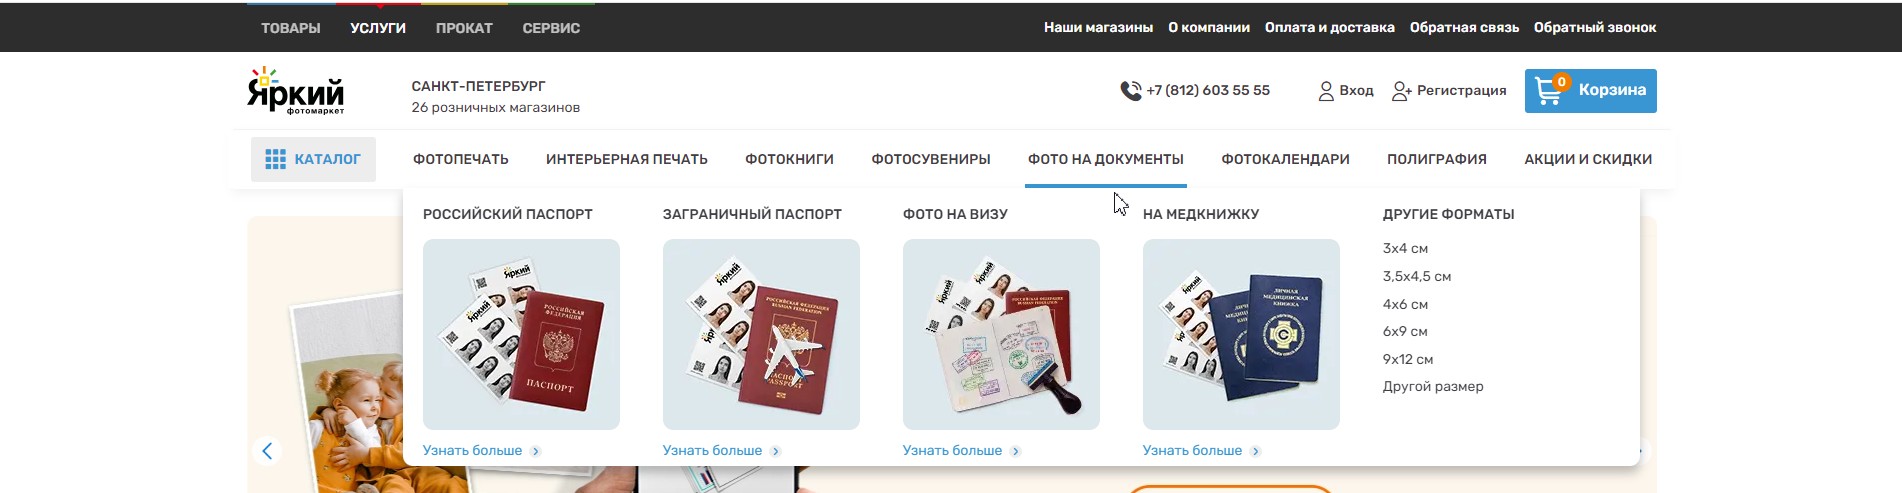 ТОВАРЫ УСЛУГИ ПРОКАТ СЕРВИС Наши магазины О компании Оплата и доставка Обратная связь Обратный звонок
Яркий
фотомаркет
САНКТ-ПЕТЕРБУРГ
26 розничных магазинов
+7 (812) 603 55 55 Вход Регистрация 0 Корзина
КАТАЛОГ ФОТОПЕЧАТЬ ИНТЕРЬЕРНАЯ ПЕЧАТЬ ФОТОКНИГИ ФОТОСУВЕНИРЫ ФОТО НА ДОКУМЕНТЫ ФОТОКАЛЕНДАРИ ПОЛИГРАФИЯ АКЦИИ И СКИДКИ
РОССИЙСКИЙ ПАСПОРТ
Яркий
Яркий
РОССИЙСКАЯ
ФЕДЕРАЦИЯ
ПАСПОРТ
Узнать больше
ЗАГРАНИЧНЫЙ ПАСПОРТ
Яркий
РОССИЙСКАЯ ФЕДЕРАЦИЯ
RUSSIAN FEDERATION
ПАСПОРТ
PASSPORT
Узнать больше
ФОТО НА ВИЗУ
Яркий
Яркий
РОССИЙСКАЯ ФЕДЕРАЦИЯ
Узнать больше
НА МЕДКНИЖКУ
Яркий
ЛИЧНАЯ
МЕДИЦИНСКАЯ
КНИЖКА
Узнать больше
ДРУГИЕ ФОРМАТЫ
3х4 см
3,5х4,5 см
4х6 см
6х9 см
9х12 см
Другой размер